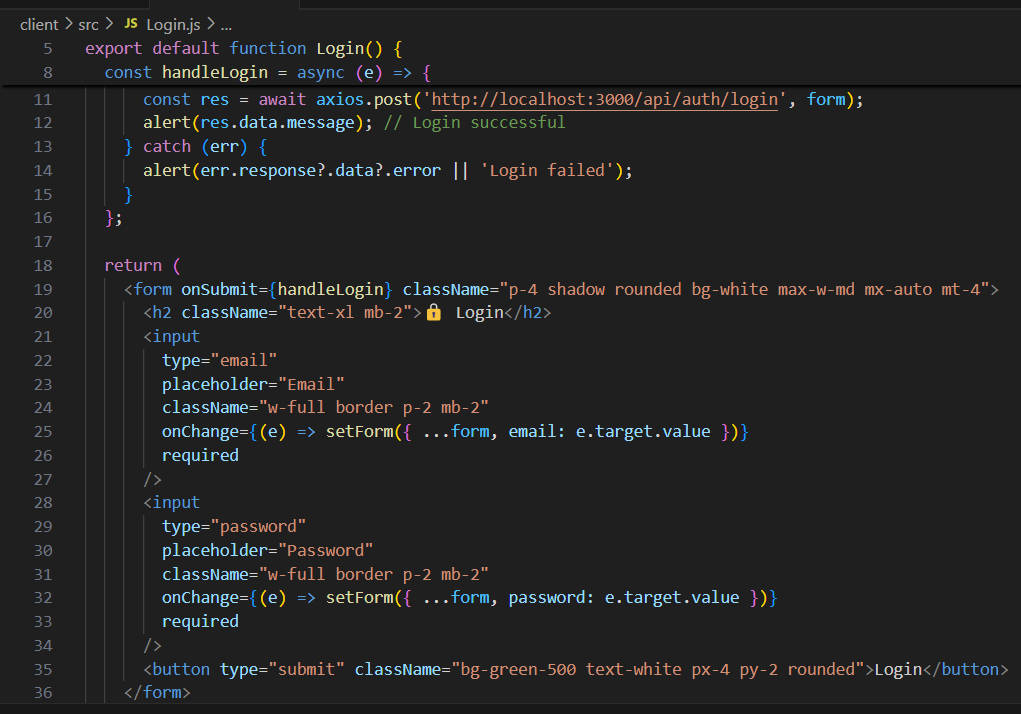 client > src > JS Login.js > ...
5 export default function Login() {
8 const handleLogin = async (e) => {
11 const res = await axios.post('http://localhost:3000/api/auth/login', form);
12 alert(res.data.message); // Login successful
13 } catch (err) {
14 alert(err.response?.data?.error || 'Login failed');
15 }
16 };
17
18 return (
19 <form onSubmit={handleLogin} className="p-4 shadow rounded bg-white max-w-md mx-auto mt-4">
20 <h2 className="text-xl mb-2">🔒 Login</h2>
21 <input
22 type="email"
23 placeholder="Email"
24 className="w-full border p-2 mb-2"
25 onChange={(e) => setForm({ ...form, email: e.target.value })}
26 required
27 />
28 <input
29 type="password"
30 placeholder="Password"
31 className="w-full border p-2 mb-2"
32 onChange={(e) => setForm({ ...form, password: e.target.value })}
33 required
34 />
35 <button type="submit" className="bg-green-500 text-white px-4 py-2 rounded">Login</button>
36 </form>